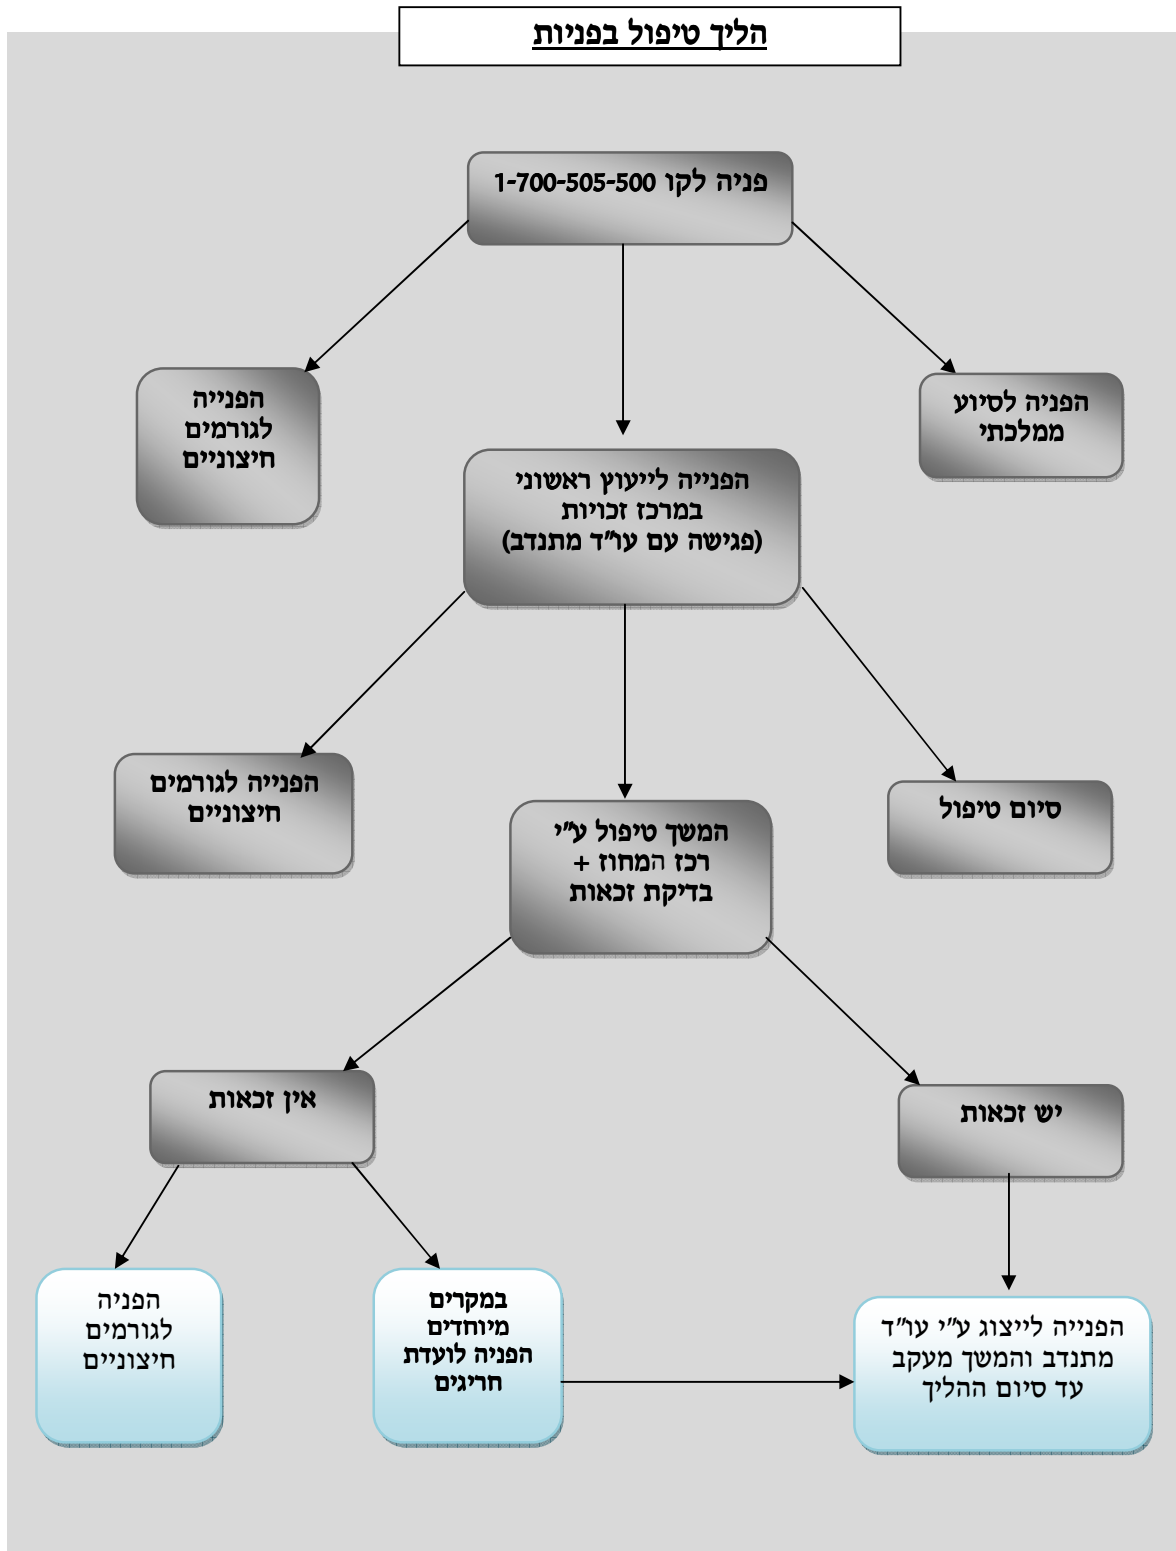 הליך טיפול בפניות
פניה לקו 1-700-505-500
הפניה לסיוע
ממלכתי
הפנייה
לגורמים
חיצוניים
הפנייה לייעוץ ראשוני
במרכז זכויות
(פגישה עם עו"ד מתנדב)
סיום טיפול
המשך טיפול ע"י
רכז המחוז +
בדיקת זכאות
הפנייה לגורמים
חיצוניים
יש זכאות
אין זכאות
הפנייה לייצוג ע"י עו"ד
מתנדב והמשך מעקב
עד סיום ההליך
במקרים
מיוחדים
הפניה לועדת
חריגים
הפניה
לגורמים
חיצוניים